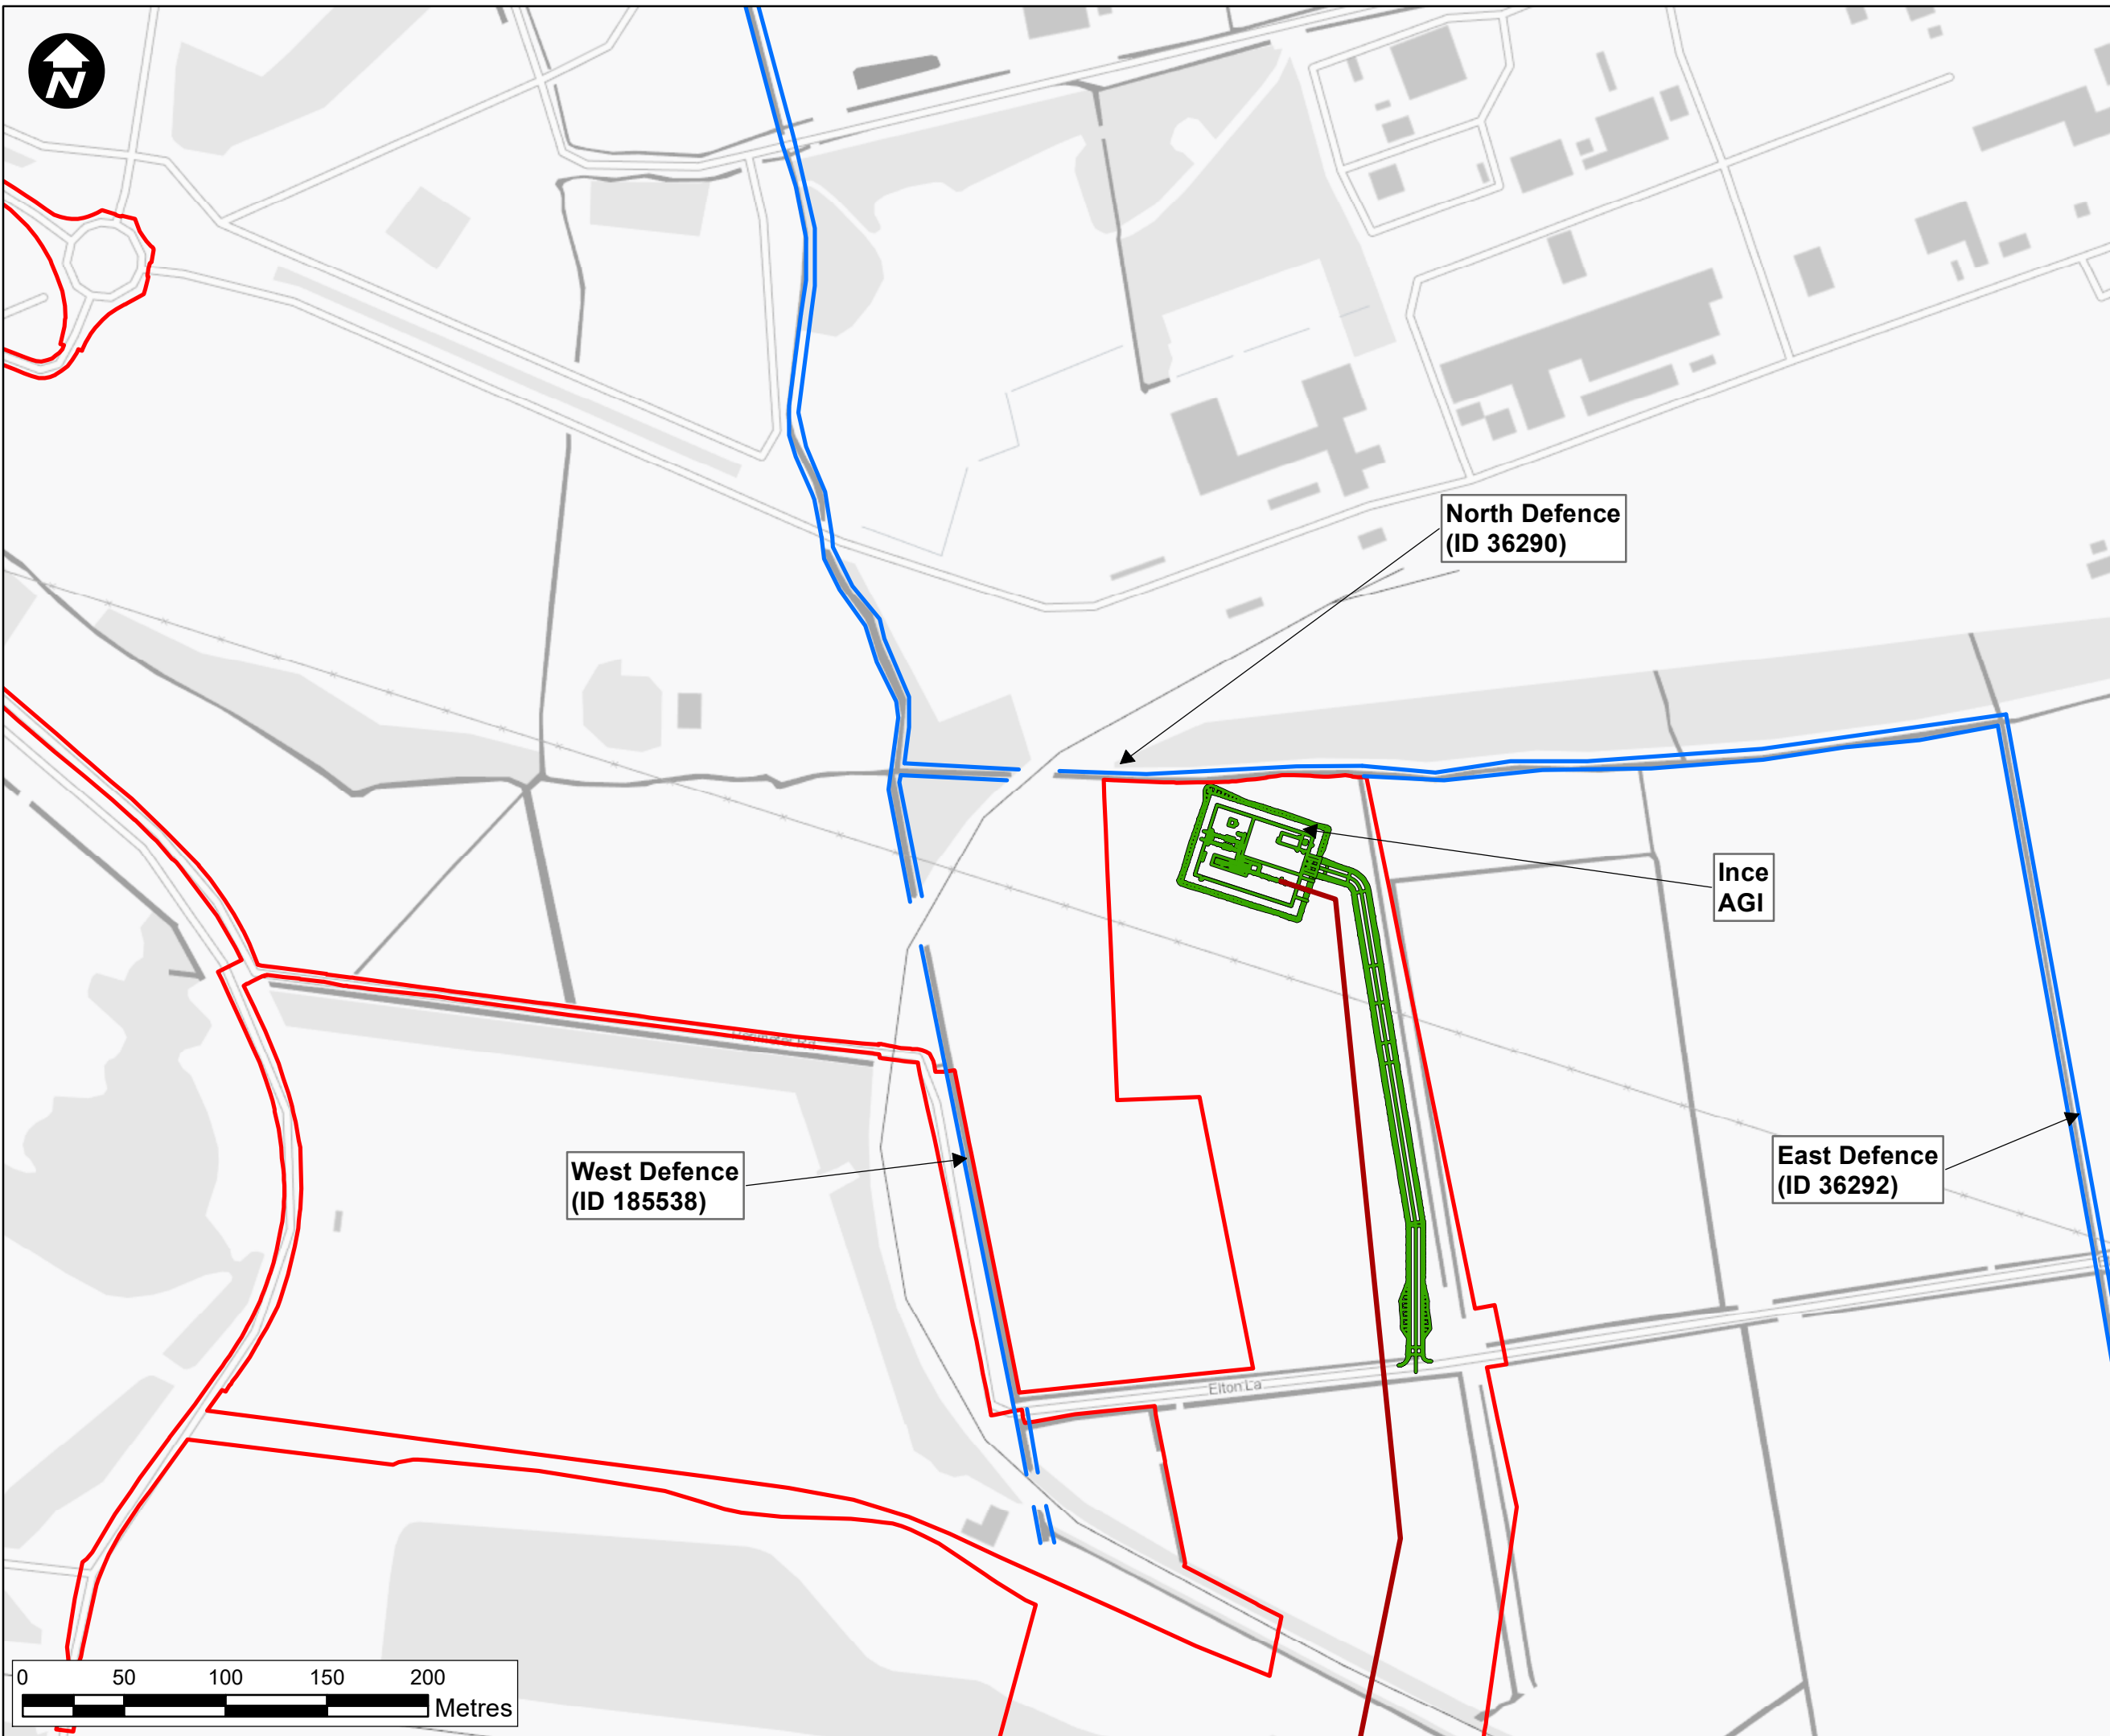 N
North Defence
(ID 36290)
Ince
AGI
West Defence
(ID 185538)
East Defence
(ID 36292)
Elton La
0 50 100 150 200
Metres